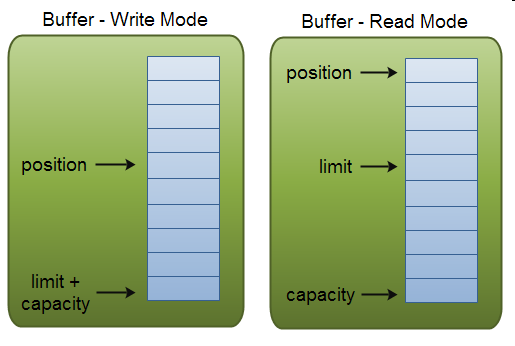 Buffer - Write Mode
position
limit +
capacity
Buffer - Read Mode
position
limit
capacity